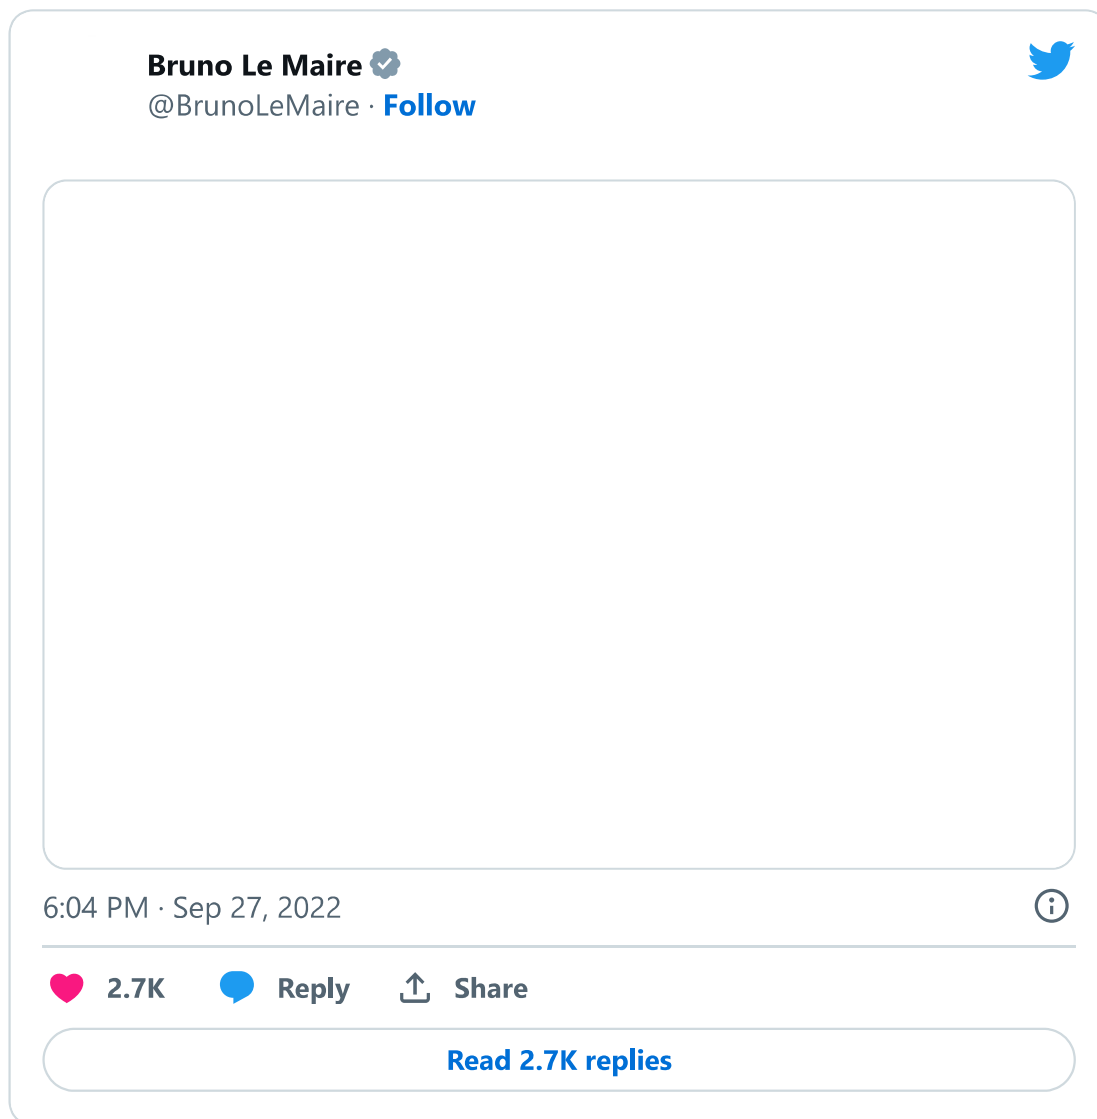 Bruno Le Maire
@BrunoLeMaire · Follow
6:04 PM · Sep 27, 2022
2.7K Reply Share
Read 2.7K replies